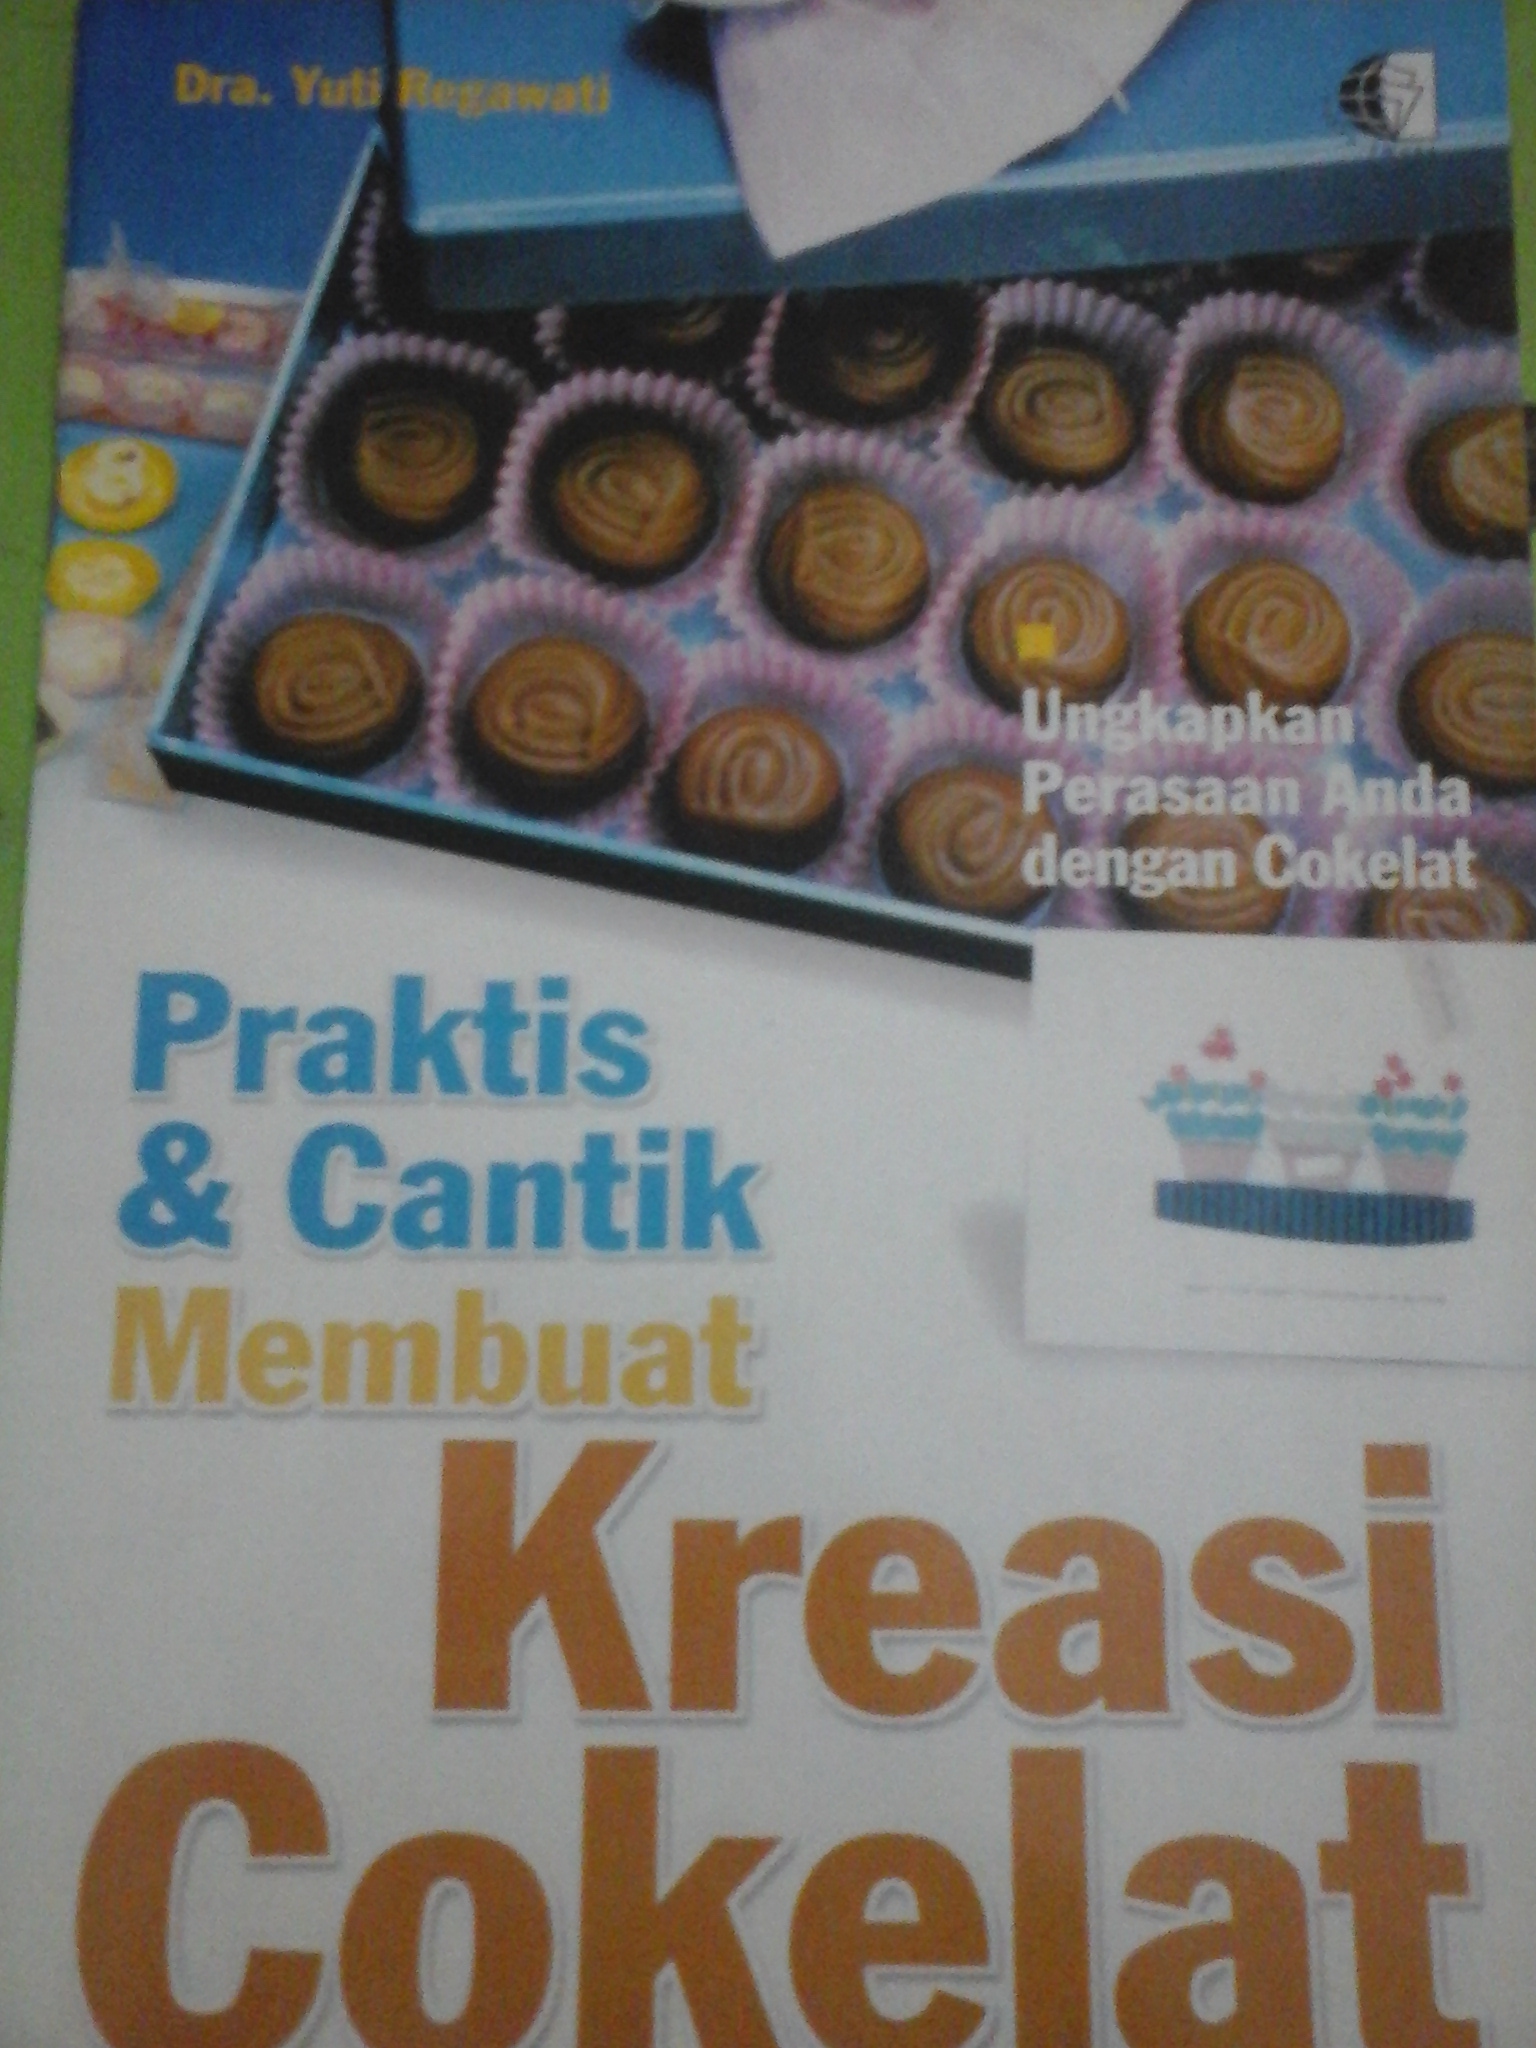 Dra. Yuti Regawati
Ungkapkan
Perasaan Anda
dengan Cokelat
Praktis
& Cantik
Membuat
Kreasi
Cokelat